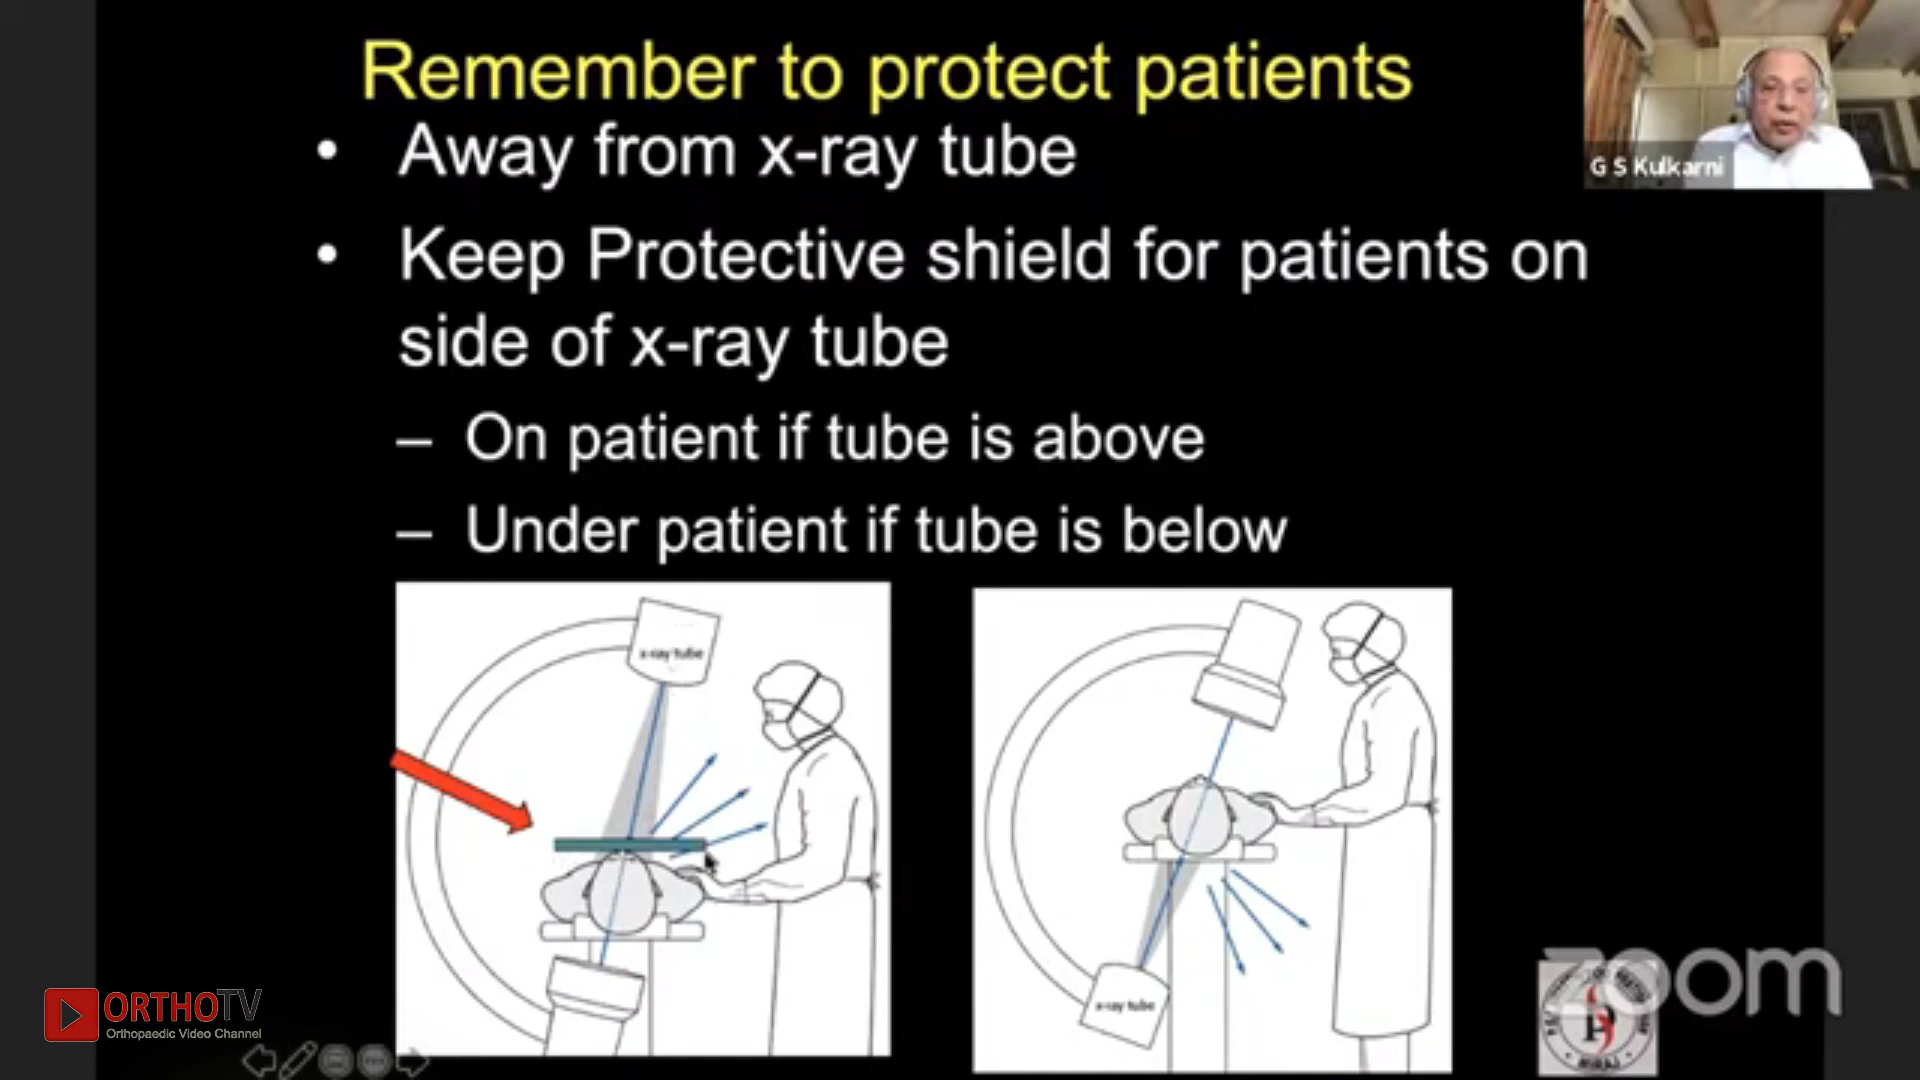 Remember to protect patients
• Away from x-ray tube
• Keep Protective shield for patients on
side of x-ray tube
– On patient if tube is above
– Under patient if tube is below
G S Kulkarni
x-ray tube
x-ray tube
ORTHOTV
Orthopaedic Video Channel
zoom